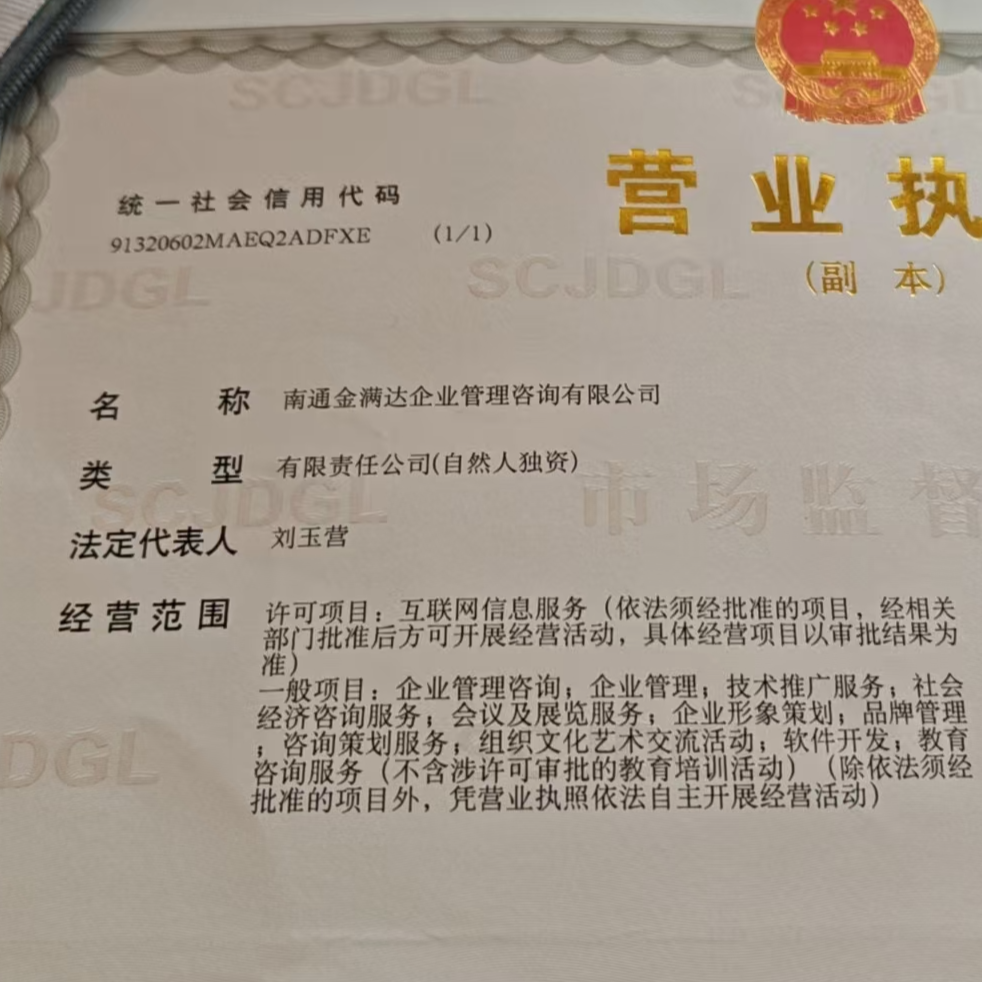 SCJDGL
营业执
(副 本)
统一社会信用代码
91320602MAEQ2ADFXE (1/1)
JDGL SCJDGL
名 称 南通金满达企业管理咨询有限公司
类 型 有限责任公司(自然人独资)
SCJDGL 市场监督
法定代表人 刘玉营
经营范围 许可项目：互联网信息服务（依法须经批准的项目，经相关
部门批准后方可开展经营活动，具体经营项目以审批结果为
准）
一般项目：企业管理咨询；企业管理；技术推广服务；社会
经济咨询服务；会议及展览服务；企业形象策划；品牌管理
；咨询策划服务；组织文化艺术交流活动；软件开发；教育
咨询服务（不含涉许可审批的教育培训活动）（除依法须经
批准的项目外，凭营业执照依法自主开展经营活动）
DGL